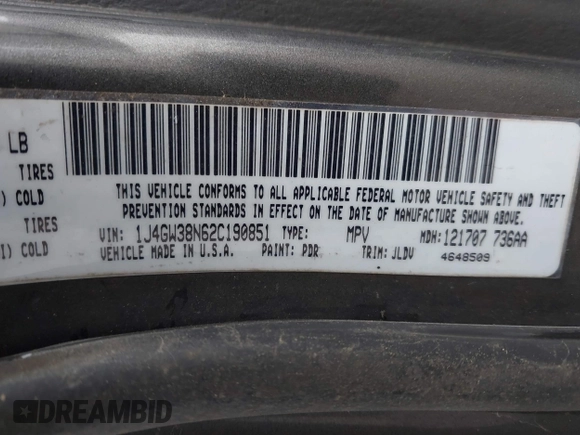 LB
TIRES
) COLD
TIRES
I) COLD
THIS VEHICLE CONFORMS TO ALL APPLICABLE FEDERAL MOTOR VEHICLE SAFETY AND THEFT
PREVENTION STANDARDS IN EFFECT ON THE DATE OF MANUFACTURE SHOWN ABOVE.
VIN: 1J4GW38N62C190851 TYPE: MPV MDH:121707 736AA
VEHICLE MADE IN U.S.A. PAINT: PDR TRIM: JLDV 4648509
DREAMBID